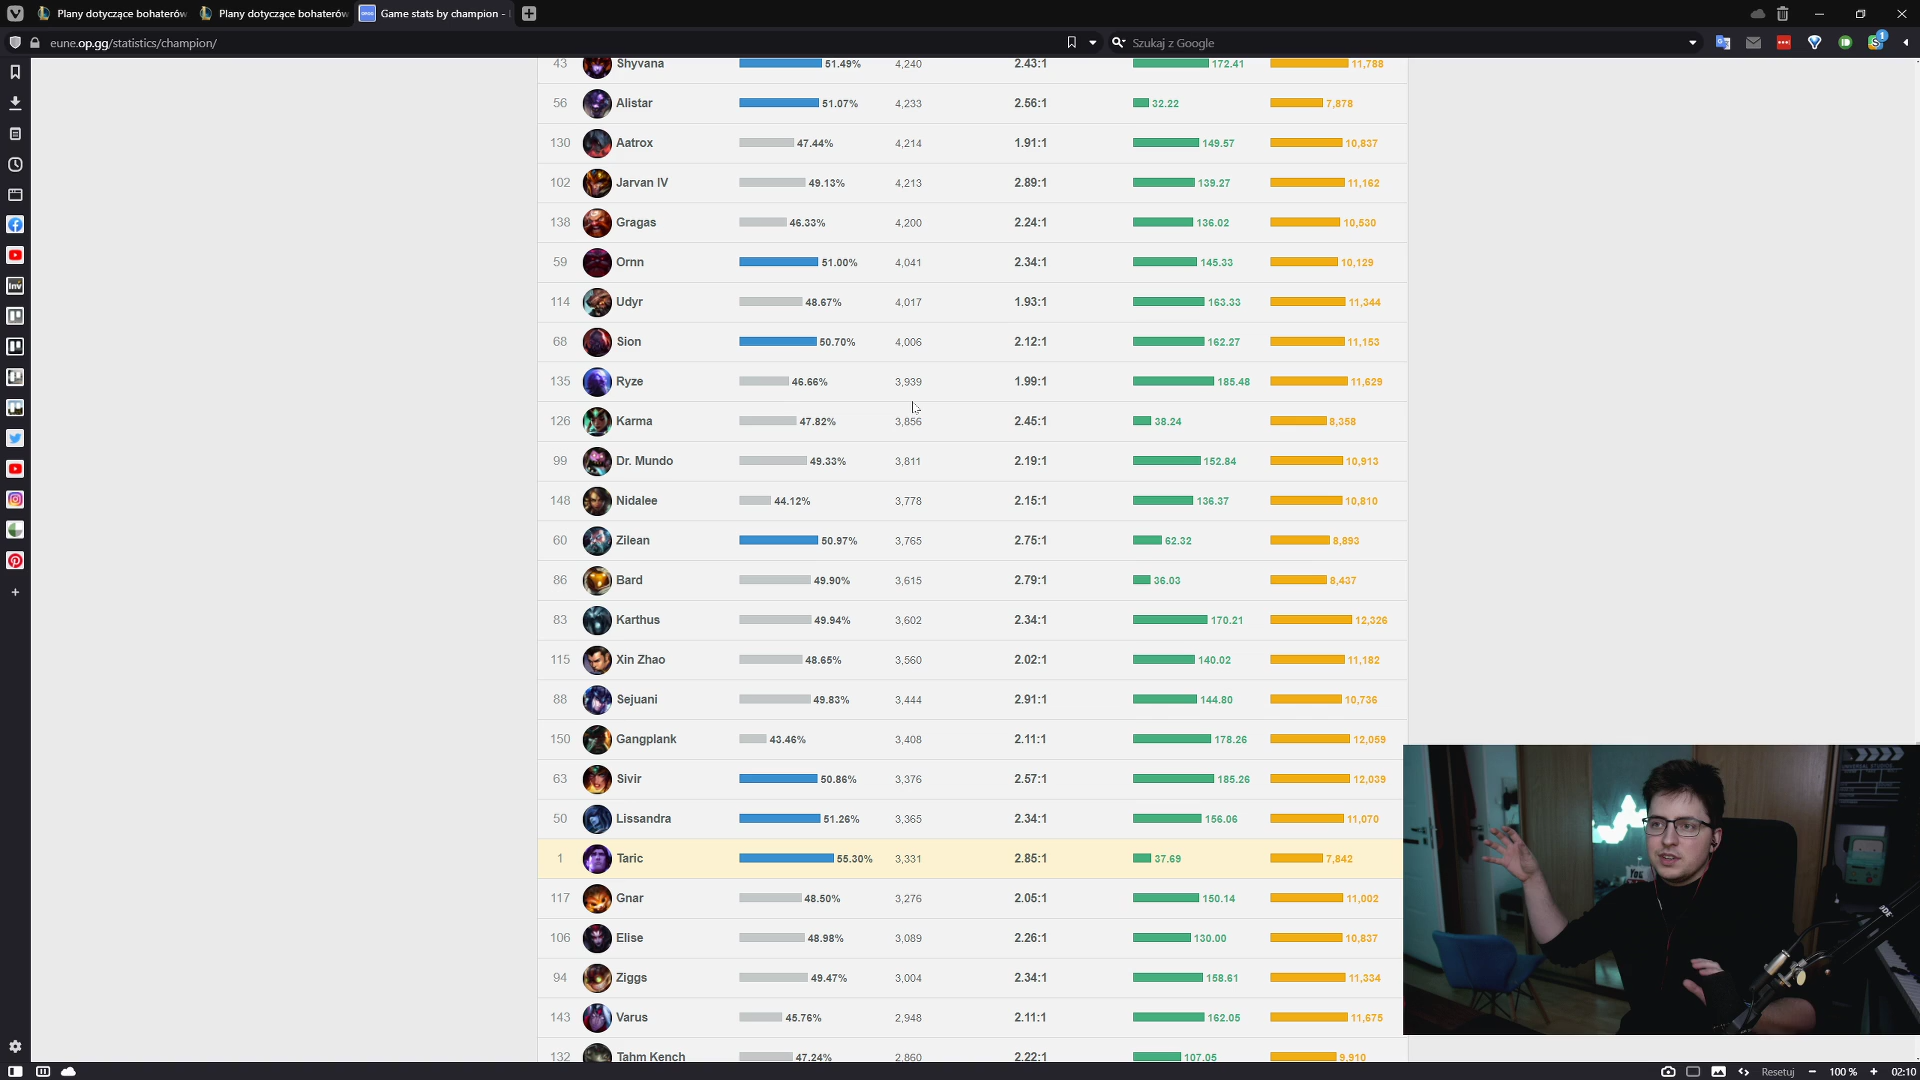 Plany dotyczące bohaterów
Plany dotyczące bohaterów
Game stats by champion -
eune.op.gg/statistics/champion/
Szukaj z Google
43 Shyvana 51.49% 4,240 2.43:1 172.41 11,788
56 Alistar 51.07% 4,233 2.56:1 32.22 7,878
130 Aatrox 47.44% 4,214 1.91:1 149.57 10,837
102 Jarvan IV 49.13% 4,213 2.89:1 139.27 11,162
138 Gragas 46.33% 4,200 2.24:1 136.02 10,530
59 Ornn 51.00% 4,041 2.34:1 145.33 10,129
114 Udyr 48.67% 4,017 1.93:1 163.33 11,344
68 Sion 50.70% 4,006 2.12:1 162.27 11,153
135 Ryze 46.66% 3,939 1.99:1 185.48 11,629
126 Karma 47.82% 3,856 2.45:1 38.24 8,358
99 Dr. Mundo 49.33% 3,811 2.19:1 152.84 10,913
148 Nidalee 44.12% 3,778 2.15:1 136.37 10,810
60 Zilean 50.97% 3,765 2.75:1 62.32 8,893
86 Bard 49.90% 3,615 2.79:1 36.03 8,437
83 Karthus 49.94% 3,602 2.34:1 170.21 12,326
115 Xin Zhao 48.65% 3,560 2.02:1 140.02 11,182
88 Sejuani 49.83% 3,444 2.91:1 144.80 10,736
150 Gangplank 43.46% 3,408 2.11:1 178.26 12,059
63 Sivir 50.86% 3,376 2.57:1 185.26 12,039
50 Lissandra 51.26% 3,365 2.34:1 156.06 11,070
1 Taric 55.30% 3,331 2.85:1 37.69 7,842
117 Gnar 48.50% 3,276 2.05:1 150.14 11,002
106 Elise 48.98% 3,089 2.26:1 130.00 10,837
94 Ziggs 49.47% 3,004 2.34:1 158.61 11,334
143 Varus 45.76% 2,948 2.11:1 162.05 11,675
132 Tahm Kench 47.24% 2,860 2.22:1 107.05 9,910
Inv
1
YOU
RØDE
Resetuj
100 %
02:10